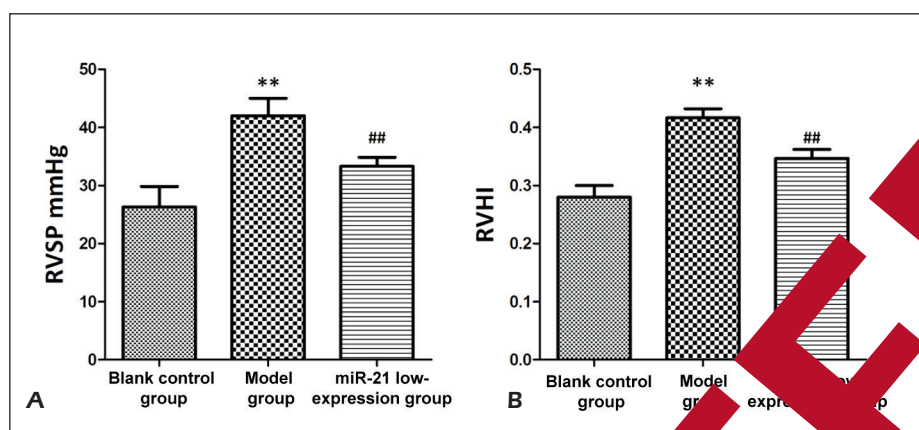 50
40
30
20
10
0
RVSP mmHg
**
##
Blank control group
Model group
miR-21 low-expression group
A
0.5
0.4
0.3
0.2
0.1
0.0
RVHI
**
##
Blank control group
Model
B